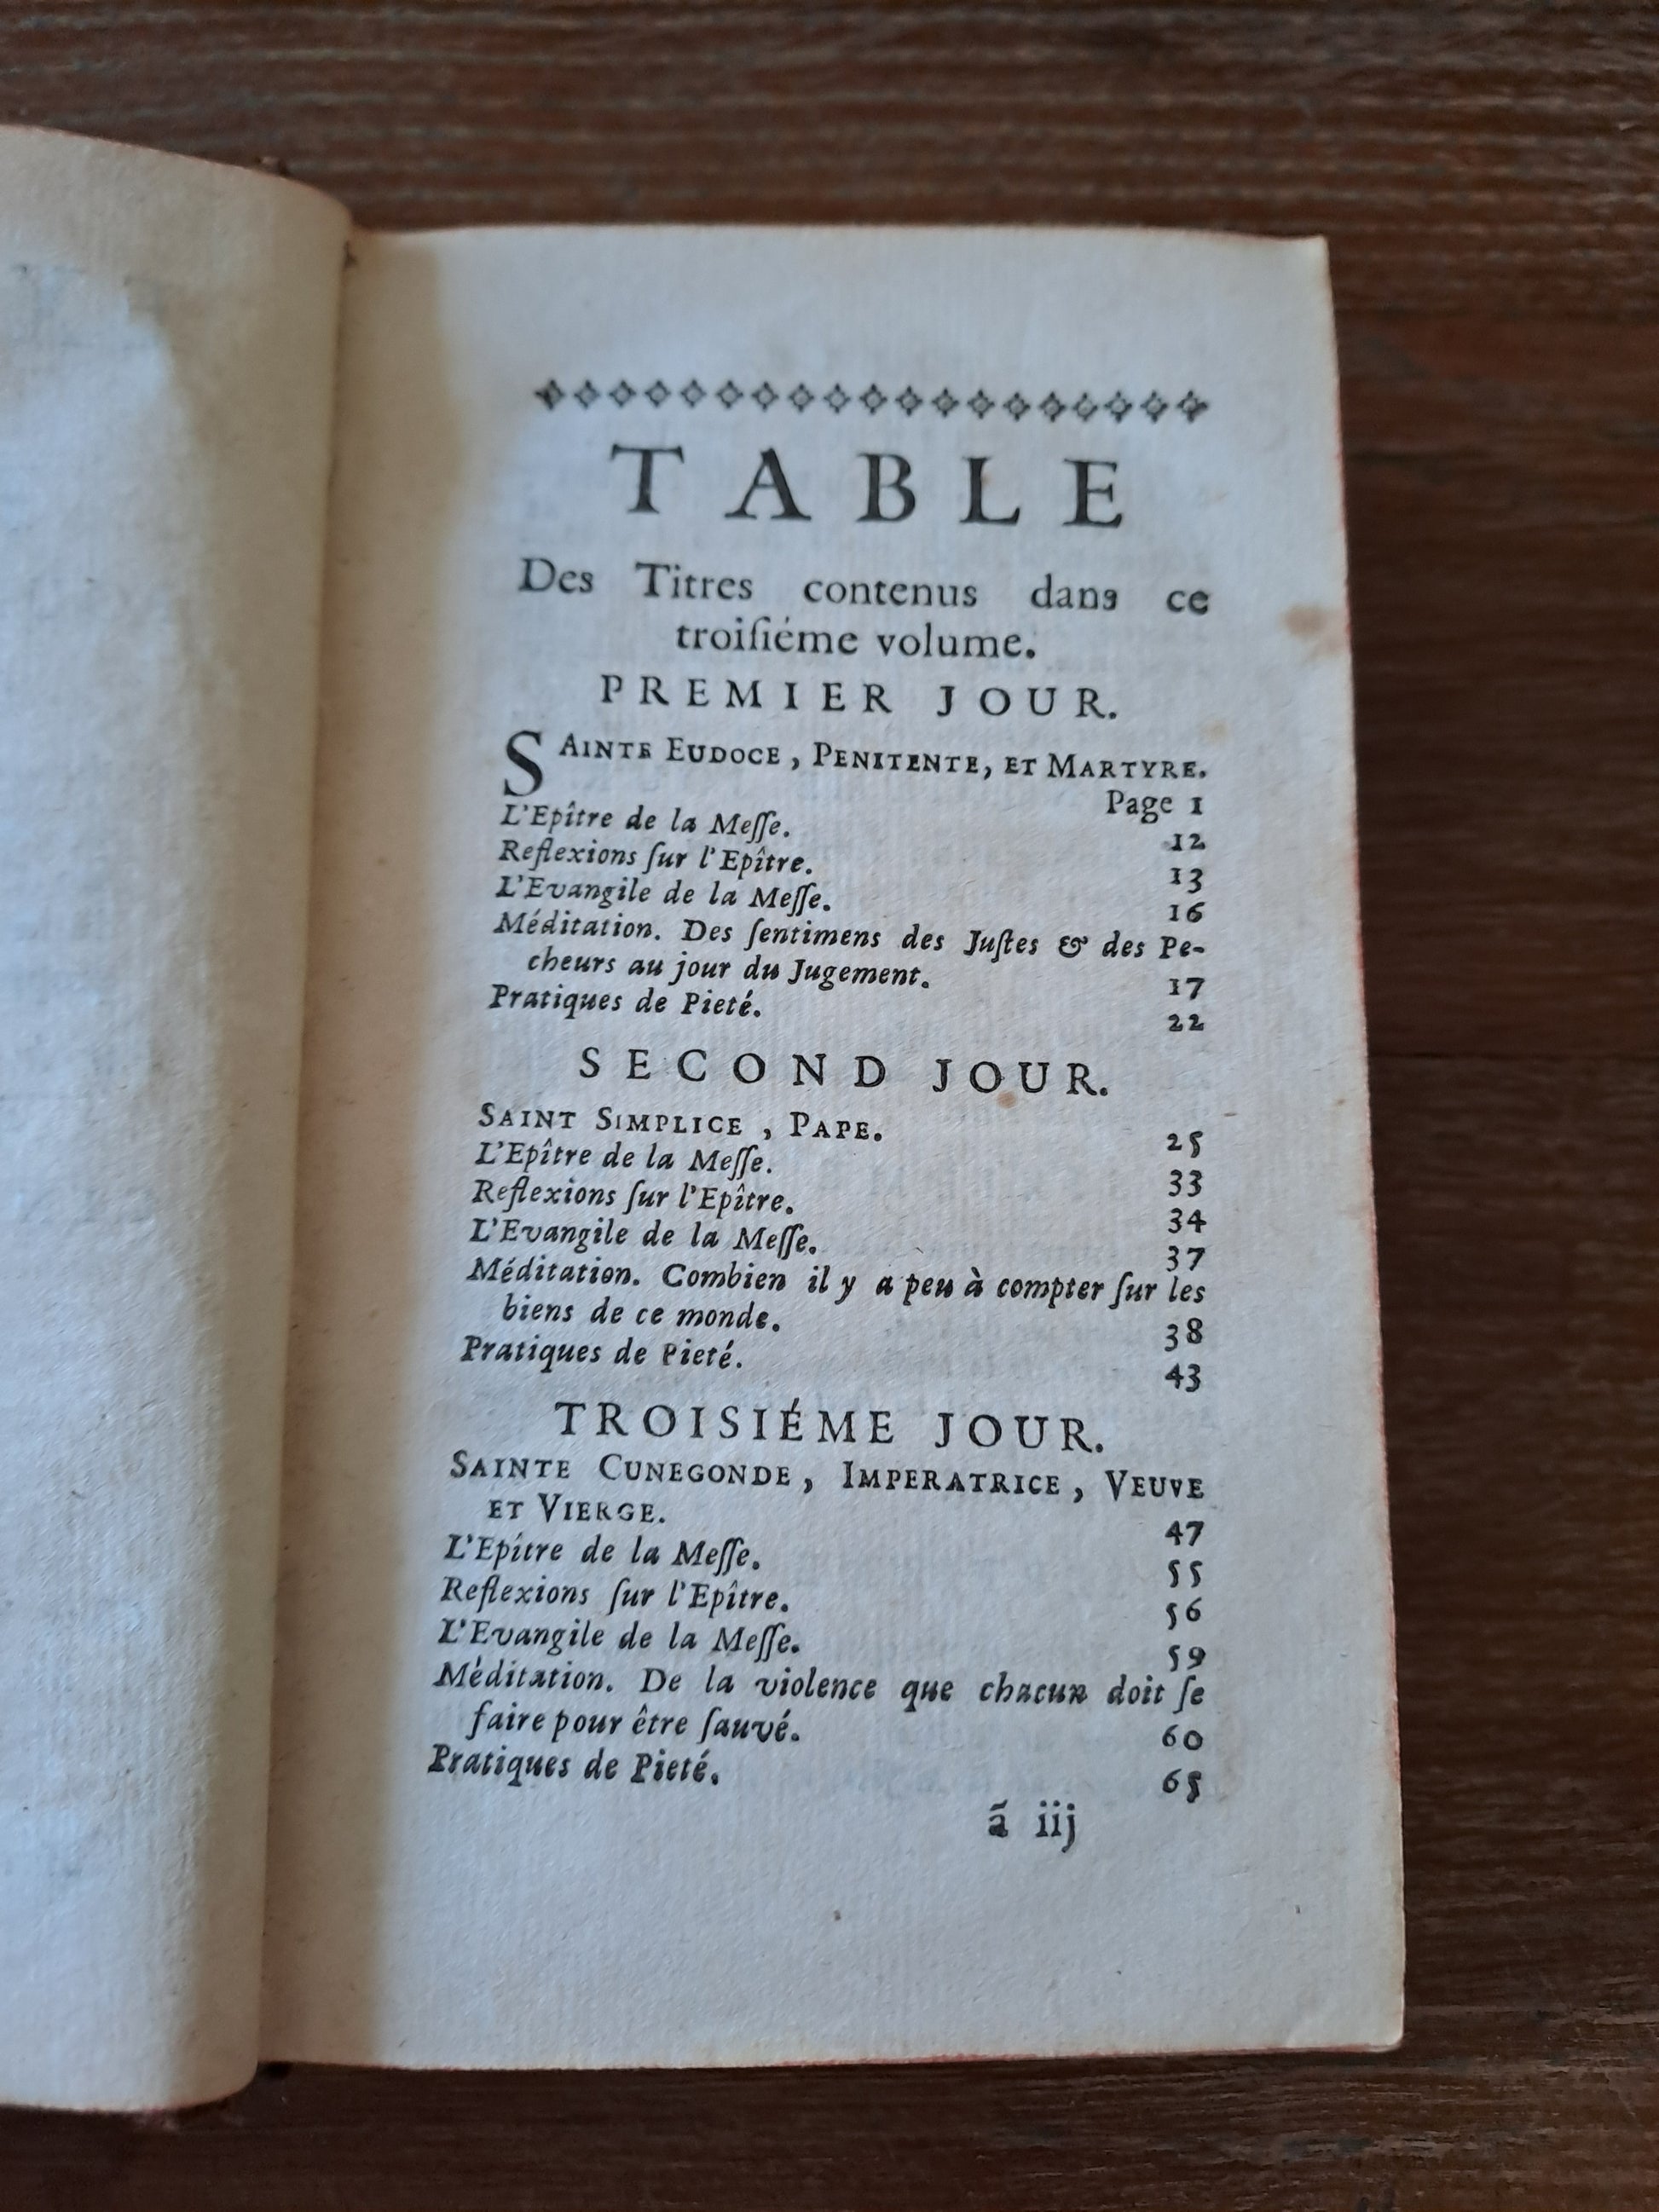 TABLE
Des Titres contenus dans ce
troiſiéme volume.
PREMIER JOUR.
SAINTE EUDOCE, PENITENTE, ET MARTYRE.
Page 1
L'Epître de la Meſſe. 12
Reflexions ſur l'Epître. 13
L'Evangile de la Meſſe. 16
Méditation. Des ſentimens des Juſtes & des Pe-
cheurs au jour du Jugement. 17
Pratiques de Pieté. 22
SECOND JOUR.
SAINT SIMPLICE, PAPE. 25
L'Epître de la Meſſe. 33
Reflexions ſur l'Epître. 34
L'Evangile de la Meſſe. 37
Méditation. Combien il y a peu à compter ſur les
biens de ce monde. 38
Pratiques de Pieté. 43
TROISIÉME JOUR.
SAINTE CUNEGONDE, IMPERATRICE, VEUVE
ET VIERGE. 47
L'Epître de la Meſſe. 55
Reflexions ſur l'Epître. 56
L'Evangile de la Meſſe. 59
Méditation. De la violence que chacun doit ſe
faire pour être ſauvé. 60
Pratiques de Pieté. 65
ã iij